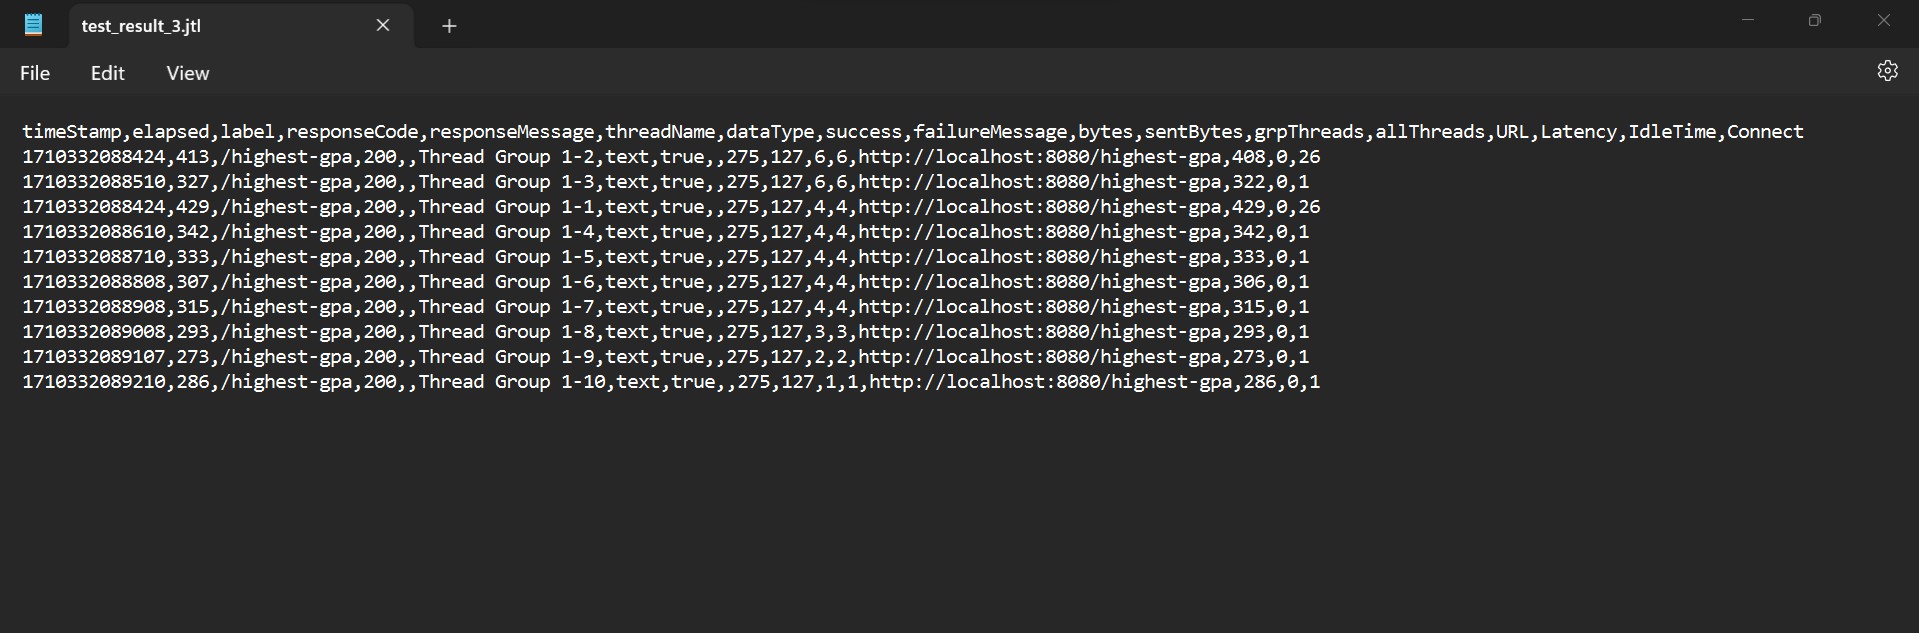 test_result_3.jtl
File Edit View
timeStamp,elapsed,label,responseCode,responseMessage,threadName,dataType,success,failureMessage,bytes,sentBytes,grpThreads,allThreads,URL,Latency,IdleTime,Connect
1710332088424,413,/highest-gpa,200,,Thread Group 1-2,text,true,,275,127,6,6,http://localhost:8080/highest-gpa,408,0,26
1710332088510,327,/highest-gpa,200,,Thread Group 1-3,text,true,,275,127,6,6,http://localhost:8080/highest-gpa,322,0,1
1710332088424,429,/highest-gpa,200,,Thread Group 1-1,text,true,,275,127,4,4,http://localhost:8080/highest-gpa,429,0,26
1710332088610,342,/highest-gpa,200,,Thread Group 1-4,text,true,,275,127,4,4,http://localhost:8080/highest-gpa,342,0,1
1710332088710,333,/highest-gpa,200,,Thread Group 1-5,text,true,,275,127,4,4,http://localhost:8080/highest-gpa,333,0,1
1710332088808,307,/highest-gpa,200,,Thread Group 1-6,text,true,,275,127,4,4,http://localhost:8080/highest-gpa,306,0,1
1710332088908,315,/highest-gpa,200,,Thread Group 1-7,text,true,,275,127,4,4,http://localhost:8080/highest-gpa,315,0,1
1710332089008,293,/highest-gpa,200,,Thread Group 1-8,text,true,,275,127,3,3,http://localhost:8080/highest-gpa,293,0,1
1710332089107,273,/highest-gpa,200,,Thread Group 1-9,text,true,,275,127,2,2,http://localhost:8080/highest-gpa,273,0,1
1710332089210,286,/highest-gpa,200,,Thread Group 1-10,text,true,,275,127,1,1,http://localhost:8080/highest-gpa,286,0,1